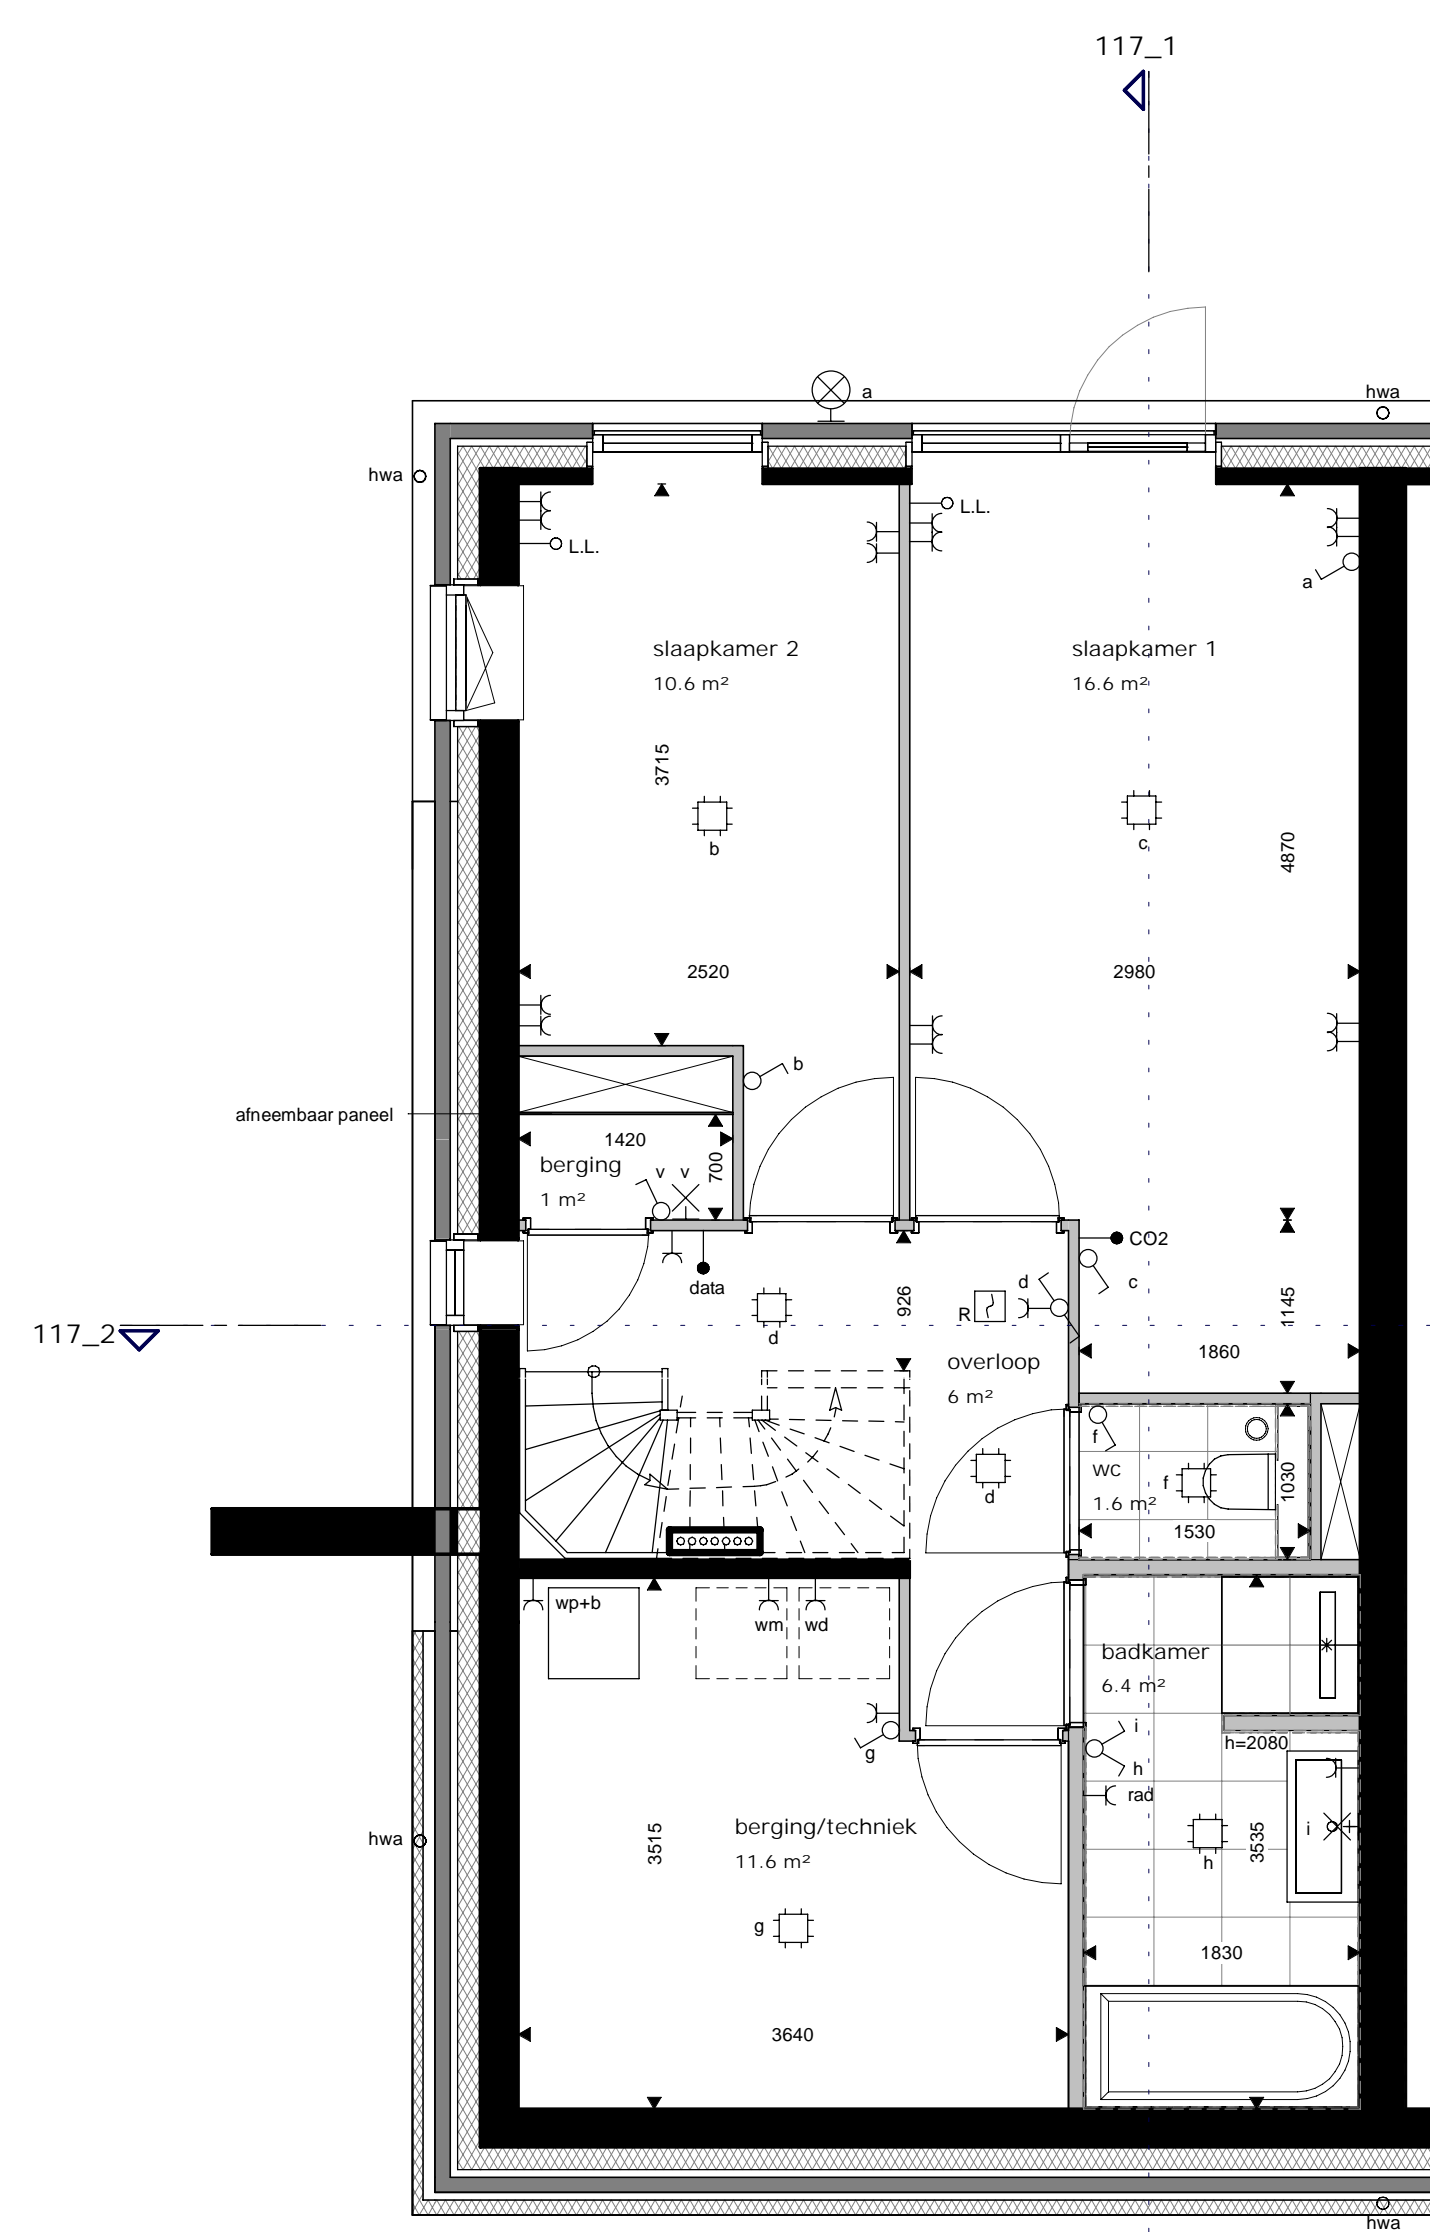 117_1
a
hwa
hwa
L.L.
L.L.
a
slaapkamer 2
10.6 m²
slaapkamer 1
16.6 m²
3715
b
c
4870
2520
2980
b
afneembaar paneel
1420
700
berging
1 m²
v
v
CO2
data
c
d
926
R
d
1145
117_2
1860
overloop
6 m²
f
wc
1.6 m²
f
1030
d
1530
wp+b
wm
wd
badkamer
6.4 m²
i
h=2080
g
h
rad
hwa
berging/techniek
11.6 m²
3515
i
3535
h
g
1830
3640
hwa